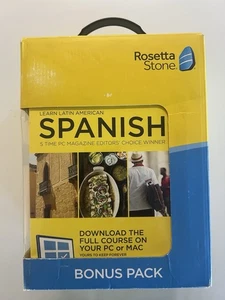 Rosetta
Stone
LEARN LATIN AMERICAN
SPANISH
5 TIME PC MAGAZINE EDITORS' CHOICE WINNER
DOWNLOAD THE
FULL COURSE ON
YOUR PC or MAC
YOURS TO KEEP FOREVER
BONUS PACK